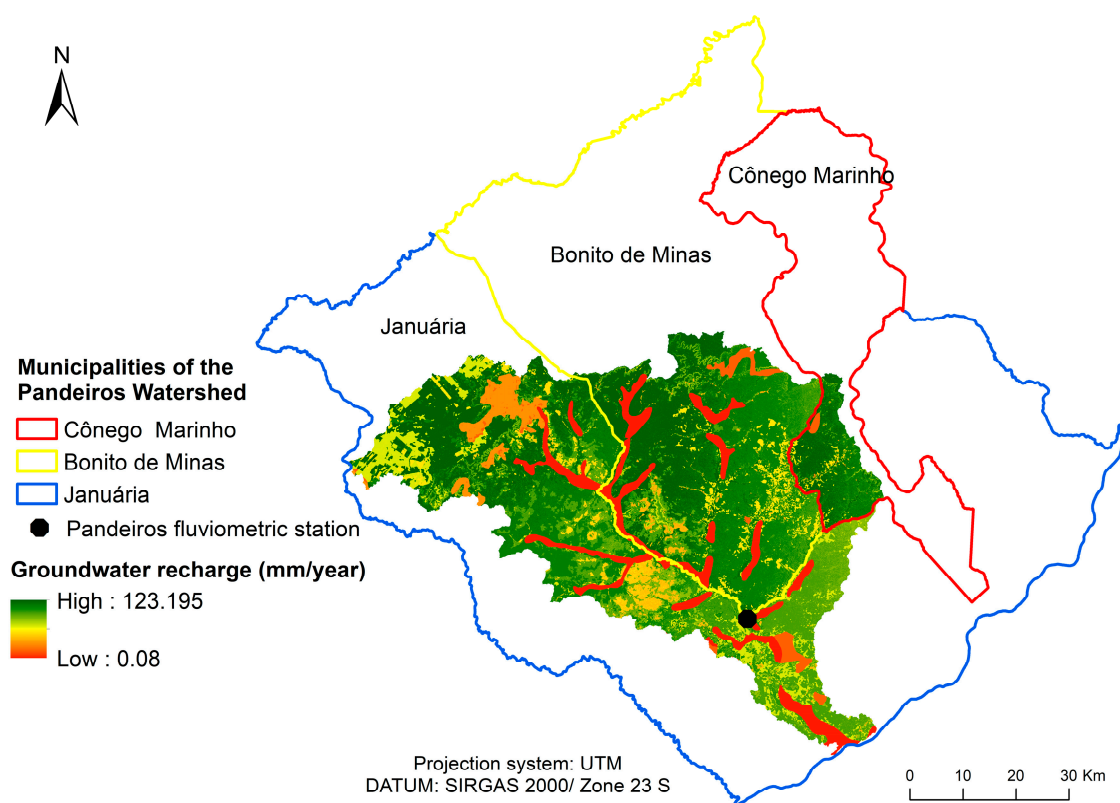 N
Cônego Marinho
Bonito de Minas
Januária
Municipalities of the
Pandeiros Watershed
Cônego Marinho
Bonito de Minas
Januária
Pandeiros fluviometric station
Groundwater recharge (mm/year)
High : 123.195
Low : 0.08
Projection system: UTM
DATUM: SIRGAS 2000/ Zone 23 S
0 10 20 30 Km